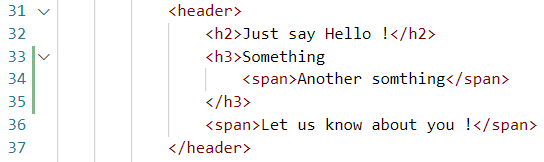 31 <header>
32 <h2>Just say Hello !</h2>
33 <h3>Something
34 <span>Another somthing</span>
35 </h3>
36 <span>Let us know about you !</span>
37 </header>